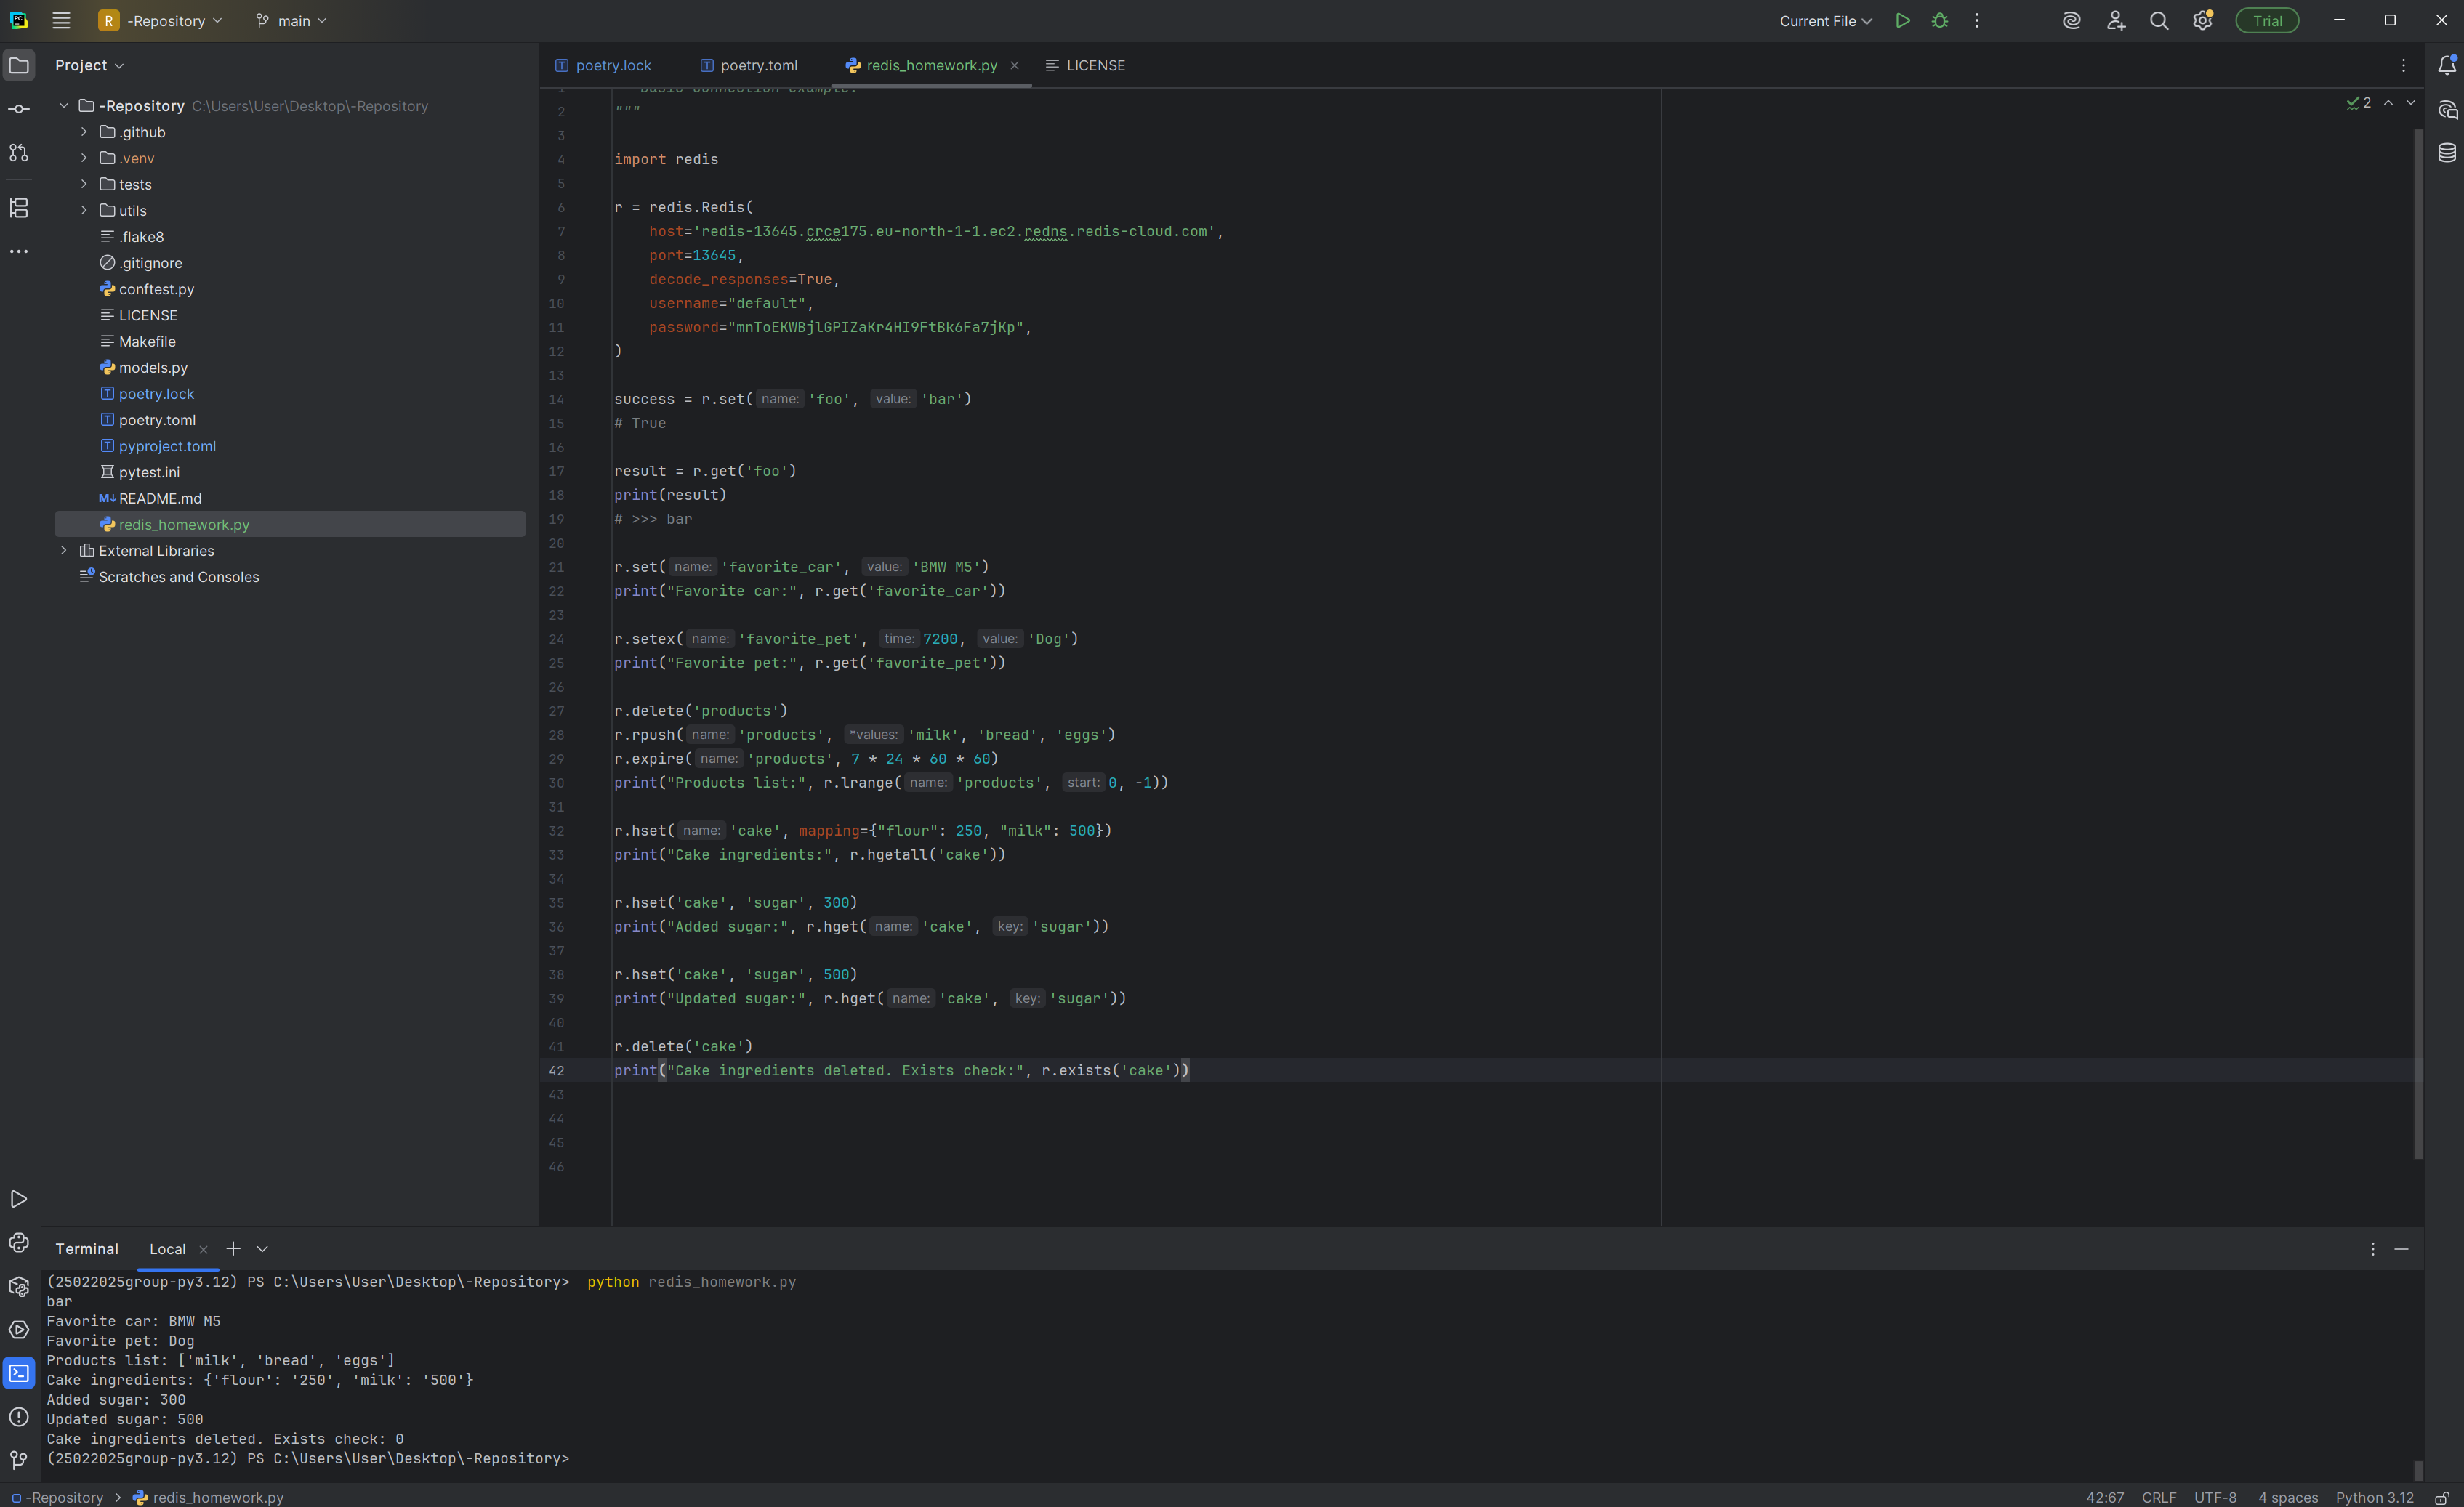 R -Repository main Current File Trial
Project
poetry.lock poetry.toml redis_homework.py LICENSE
-Repository C:\Users\User\Desktop\-Repository
.github
.venv
tests
utils
.flake8
.gitignore
conftest.py
LICENSE
Makefile
models.py
poetry.lock
poetry.toml
pyproject.toml
pytest.ini
README.md
redis_homework.py
External Libraries
Scratches and Consoles
2
1 Basic connection example.
2 """
3
4 import redis
5
6 r = redis.Redis(
7 host='redis-13645.crce175.eu-north-1-1.ec2.redns.redis-cloud.com',
8 port=13645,
9 decode_responses=True,
10 username="default",
11 password="mnToEKWBjlGPIZaKr4HI9FtBk6Fa7jKp",
12 )
13
14 success = r.set( name: 'foo', value: 'bar')
15 # True
16
17 result = r.get('foo')
18 print(result)
19 # >>> bar
20
21 r.set( name: 'favorite_car', value: 'BMW M5')
22 print("Favorite car:", r.get('favorite_car'))
23
24 r.setex( name: 'favorite_pet', time: 7200, value: 'Dog')
25 print("Favorite pet:", r.get('favorite_pet'))
26
27 r.delete('products')
28 r.rpush( name: 'products', *values: 'milk', 'bread', 'eggs')
29 r.expire( name: 'products', 7 * 24 * 60 * 60)
30 print("Products list:", r.lrange( name: 'products', start: 0, -1))
31
32 r.hset( name: 'cake', mapping={"flour": 250, "milk": 500})
33 print("Cake ingredients:", r.hgetall('cake'))
34
35 r.hset('cake', 'sugar', 300)
36 print("Added sugar:", r.hget( name: 'cake', key: 'sugar'))
37
38 r.hset('cake', 'sugar', 500)
39 print("Updated sugar:", r.hget( name: 'cake', key: 'sugar'))
40
41 r.delete('cake')
42 print("Cake ingredients deleted. Exists check:", r.exists('cake'))
43
44
45
46
Terminal Local
(25022025group-py3.12) PS C:\Users\User\Desktop\-Repository> python redis_homework.py
bar
Favorite car: BMW M5
Favorite pet: Dog
Products list: ['milk', 'bread', 'eggs']
Cake ingredients: {'flour': '250', 'milk': '500'}
Added sugar: 300
Updated sugar: 500
Cake ingredients deleted. Exists check: 0
(25022025group-py3.12) PS C:\Users\User\Desktop\-Repository>
-Repository > redis_homework.py 42:67 CRLF UTF-8 4 spaces Python 3.12